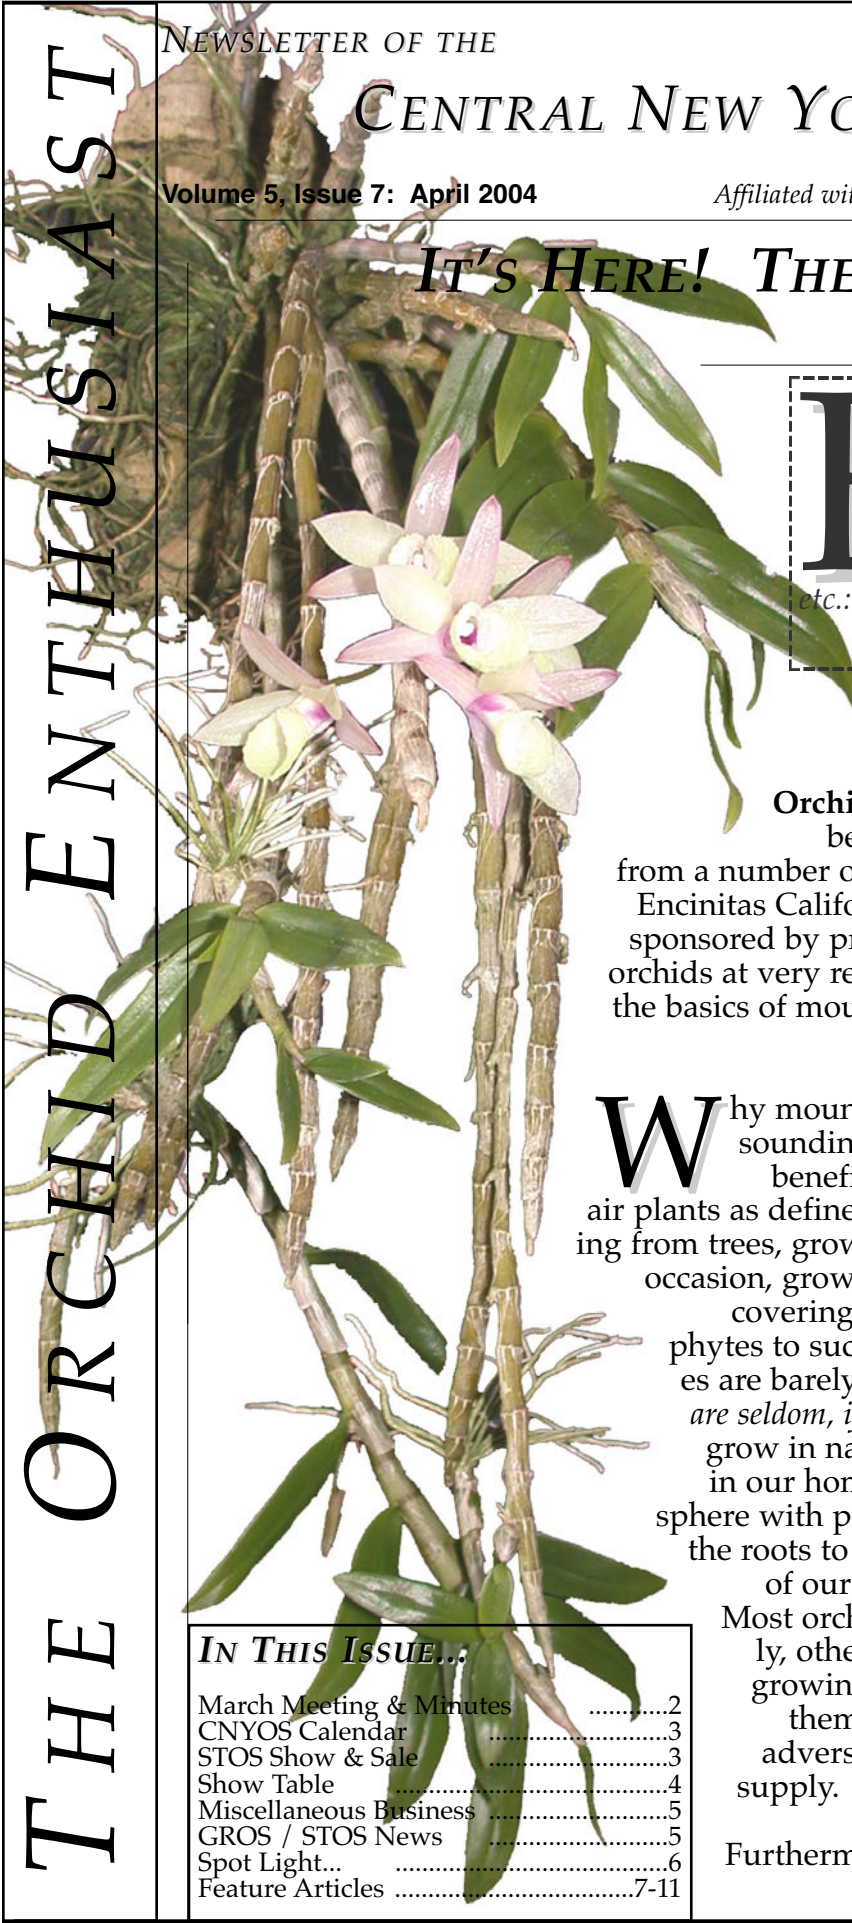 THE ORCHID ENTHUSIAST
NEWSLETTER OF THE
CENTRAL NEW YO
Volume 5, Issue 7: April 2004
Affiliated wit
IT'S HERE! THE
etc.:
Orchi
be
from a number o
Encinitas Califo
sponsored by pr
orchids at very re
the basics of mou
Why moun
soundin
benefi
air plants as define
ing from trees, grow
occasion, grow
covering
phytes to suc
es are barely
are seldom, i
grow in na
in our hom
sphere with p
the roots to
of our
Most orch
ly, othe
growin
them
advers
supply.
Furtherm
IN THIS ISSUE...
March Meeting & Minutes ............2
CNYOS Calendar ...........................3
STOS Show & Sale ...........................3
Show Table .........................................4
Miscellaneous Business ...........................5
GROS / STOS News ...........................5
Spot Light... .........................................6
Feature Articles ....................................7-11